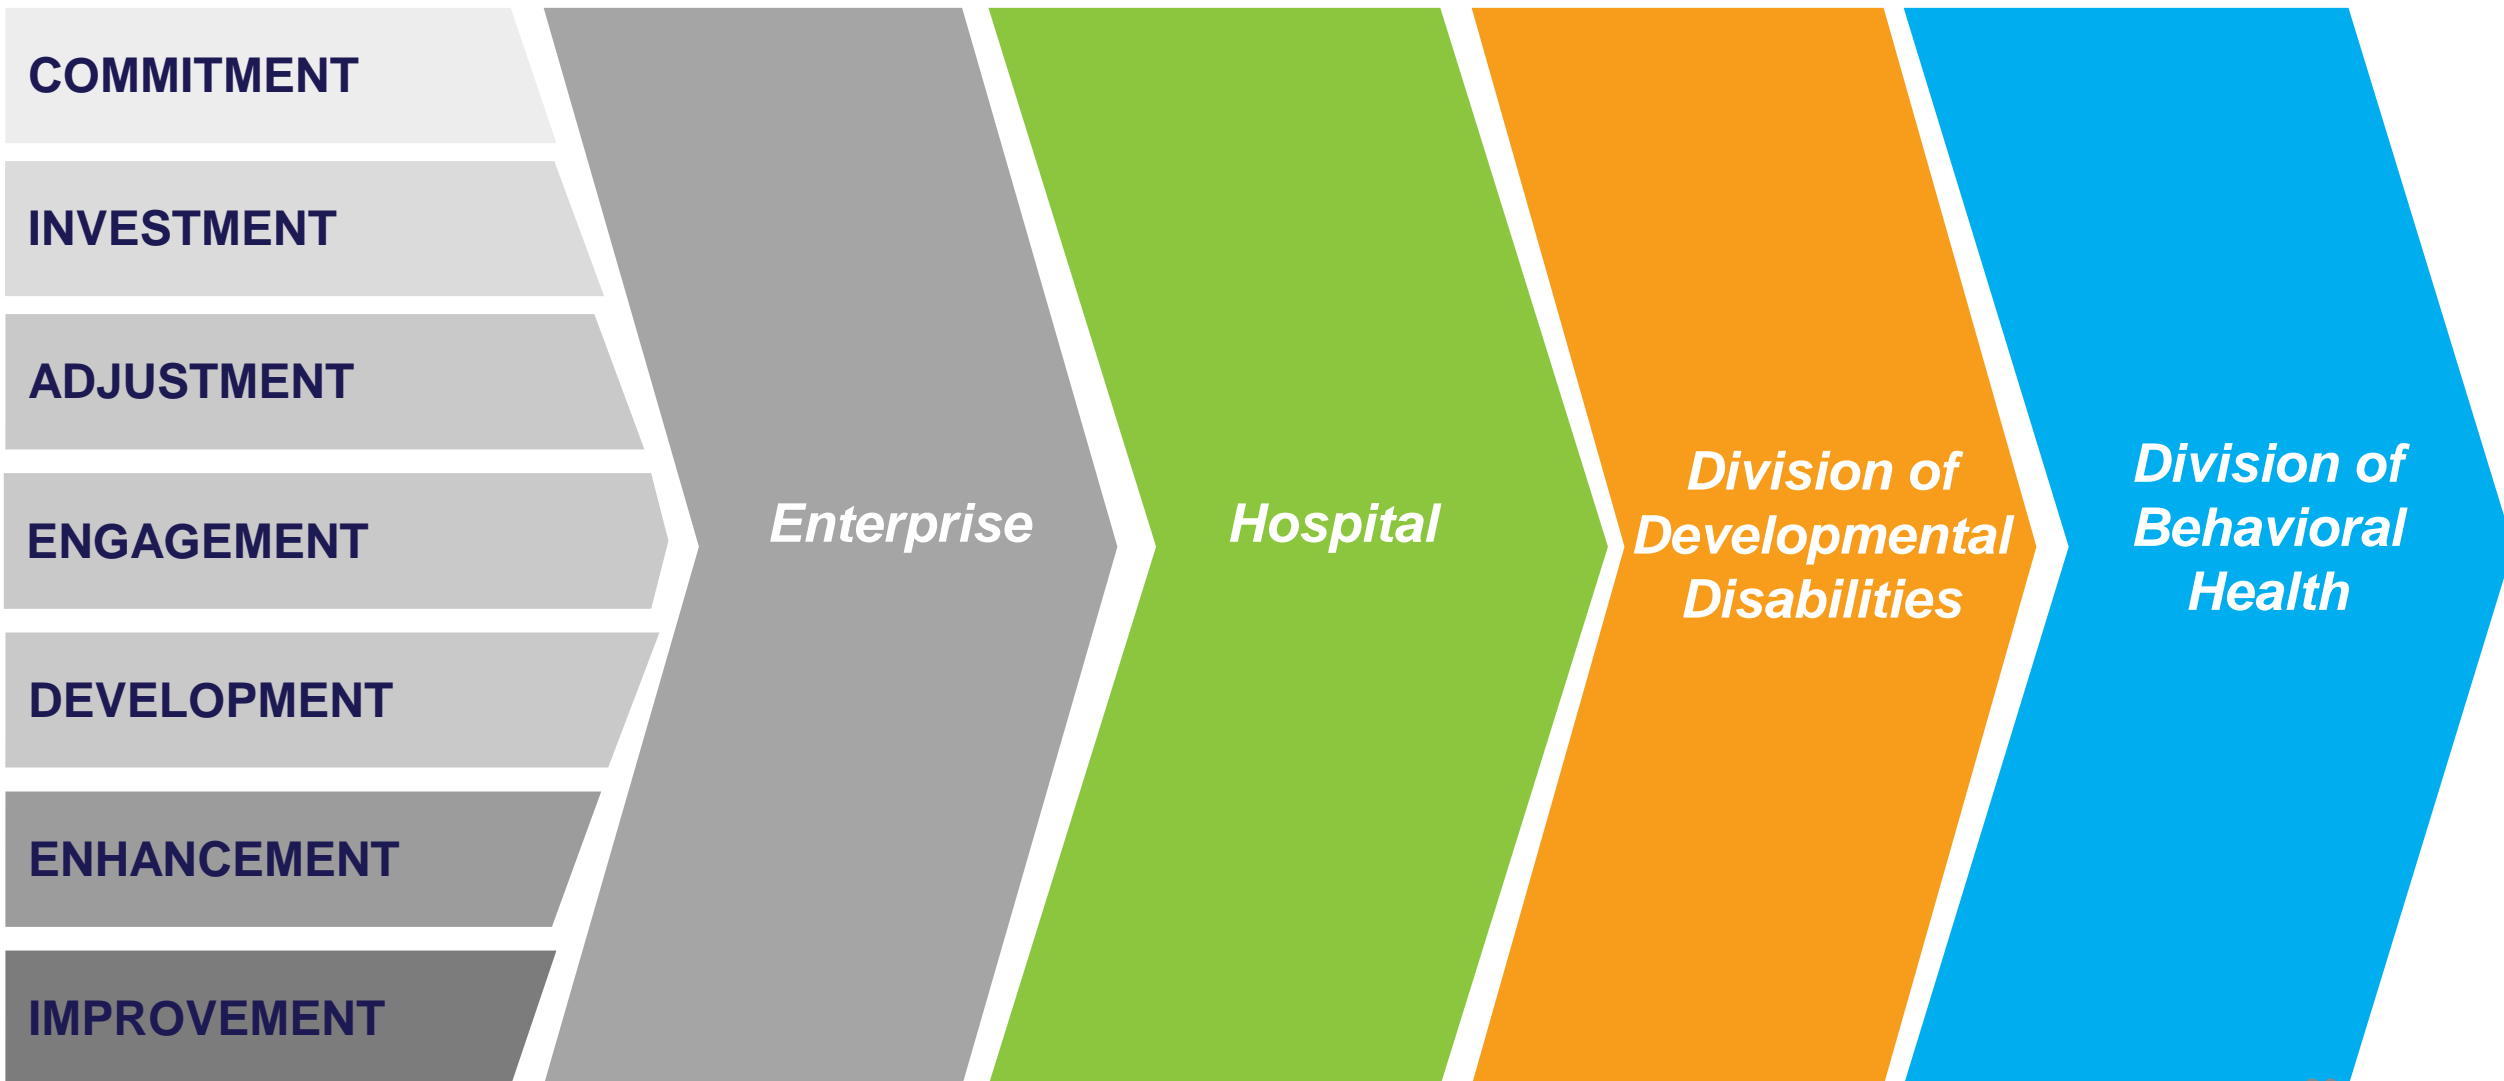 COMMITMENT
INVESTMENT
ADJUSTMENT
ENGAGEMENT
DEVELOPMENT
ENHANCEMENT
IMPROVEMENT
Enterprise
Hospital
Division of
Developmental
Disabilities
Division of
Behavioral
Health